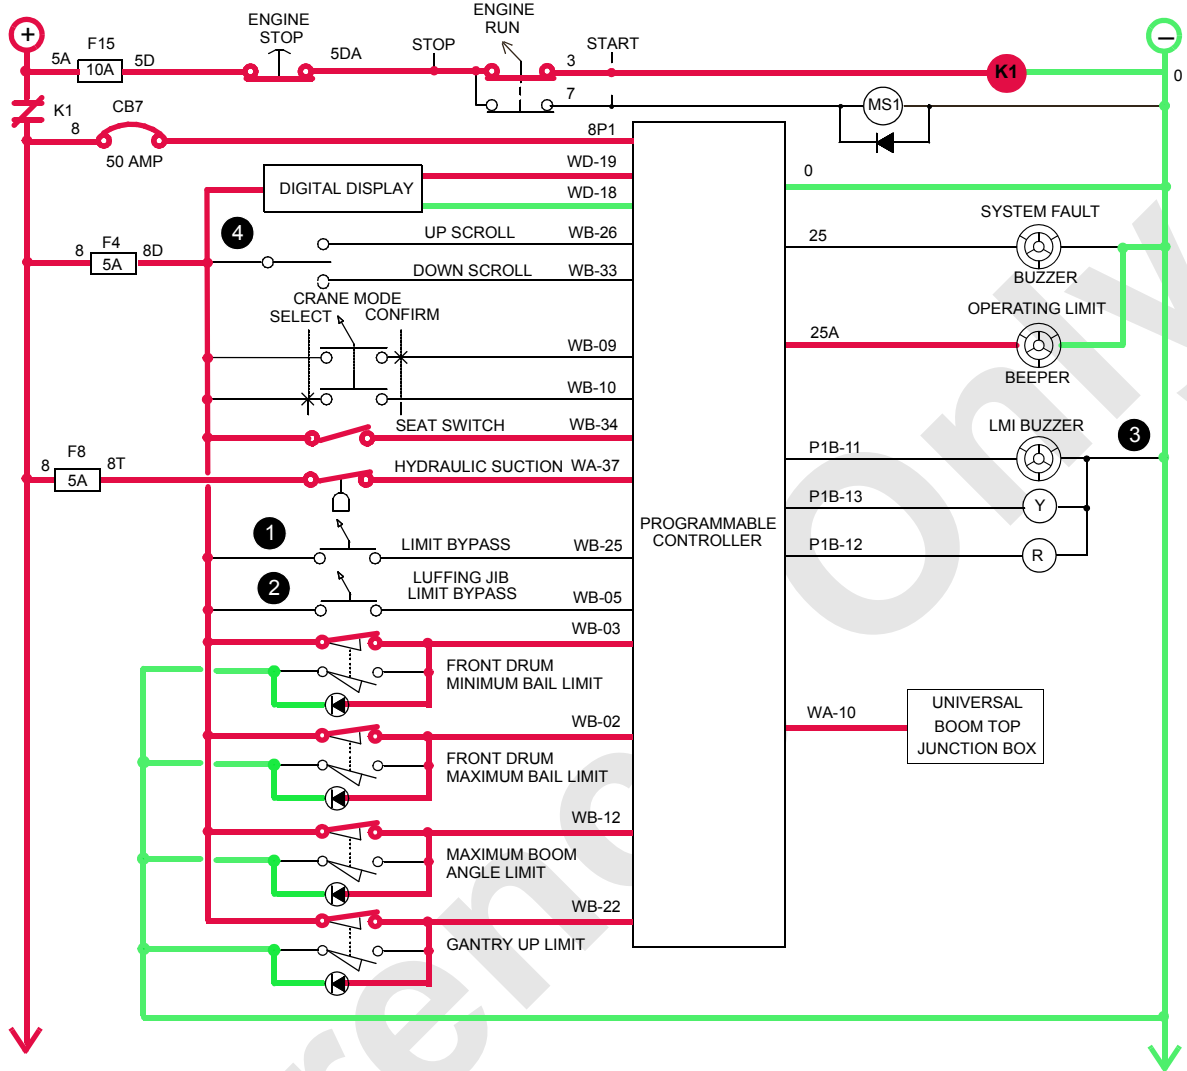 ENGINE
STOP
ENGINE
RUN
+
5A
F15
10A
5D
5DA
STOP
3
START
K1
−
0
7
MS1
K1
8
CB7
50 AMP
8P1
WD-19
DIGITAL DISPLAY
WD-18
0
4
UP SCROLL
WB-26
8
F4
5A
8D
DOWN SCROLL
WB-33
25
SYSTEM FAULT
BUZZER
CRANE MODE
SELECT
CONFIRM
WB-09
25A
OPERATING LIMIT
BEEPER
WB-10
SEAT SWITCH
WB-34
8
F8
5A
8T
HYDRAULIC SUCTION
WA-37
P1B-11
LMI BUZZER
3
P1B-13
Y
PROGRAMMABLE
CONTROLLER
1
LIMIT BYPASS
WB-25
P1B-12
R
2
LUFFING JIB
LIMIT BYPASS
WB-05
WB-03
FRONT DRUM
MINIMUM BAIL LIMIT
WB-02
WA-10
UNIVERSAL
BOOM TOP
JUNCTION BOX
FRONT DRUM
MAXIMUM BAIL LIMIT
WB-12
MAXIMUM BOOM
ANGLE LIMIT
WB-22
GANTRY UP LIMIT
Only